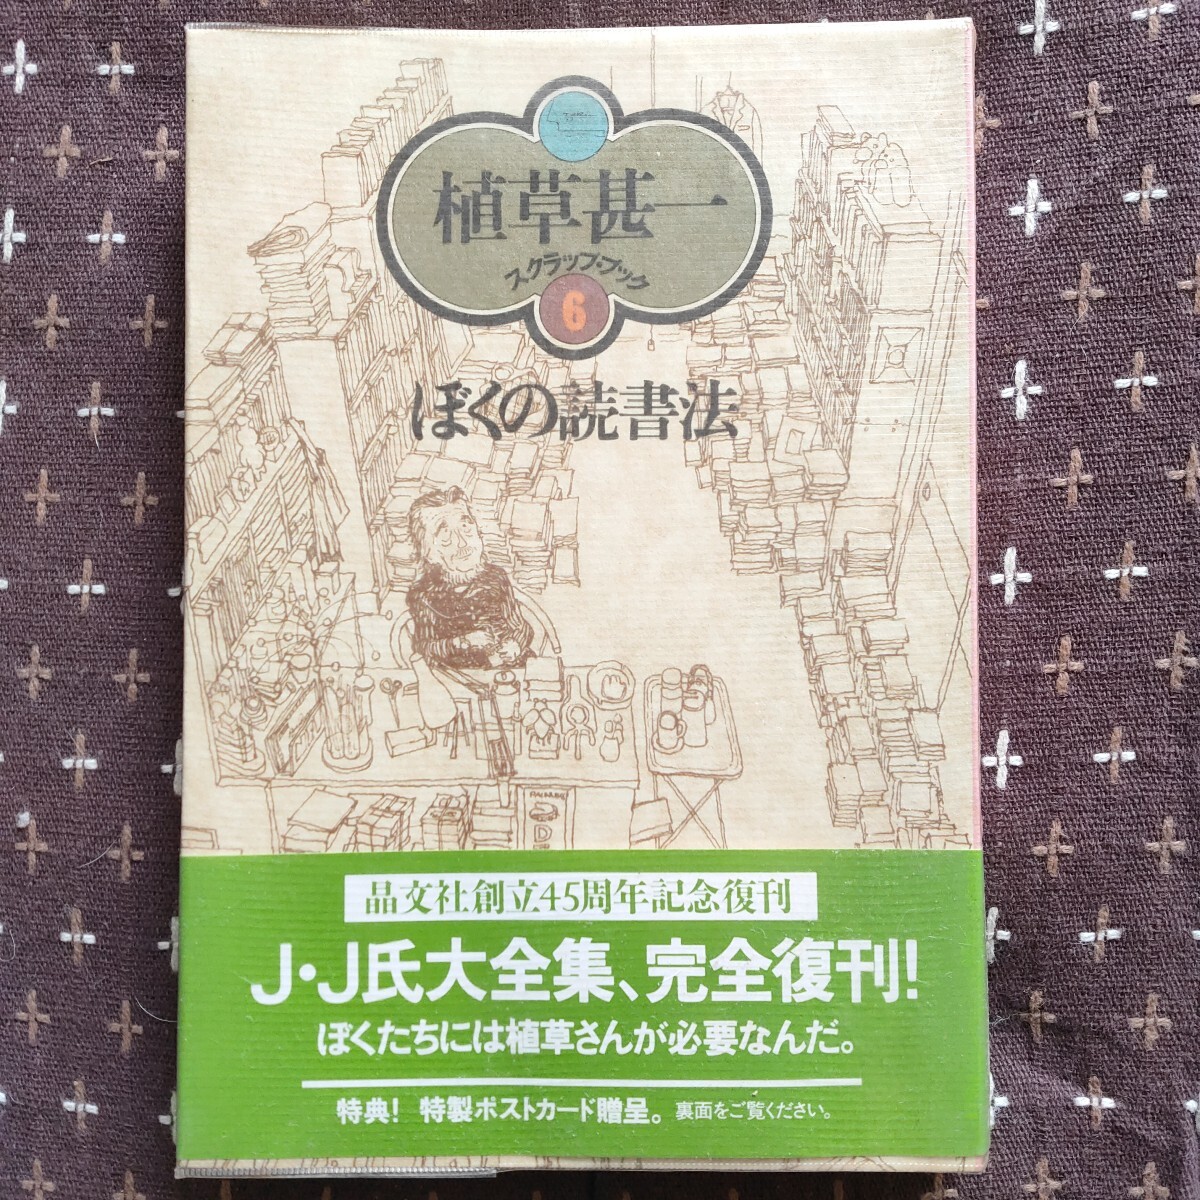 植草甚一
スクラップ・ブック
6
ぼくの読書法
晶文社創立45周年記念復刊
J・J氏大全集、完全復刊!
ぼくたちには植草さんが必要なんだ。
特典! 特製ポストカード贈呈。裏面をご覧ください。